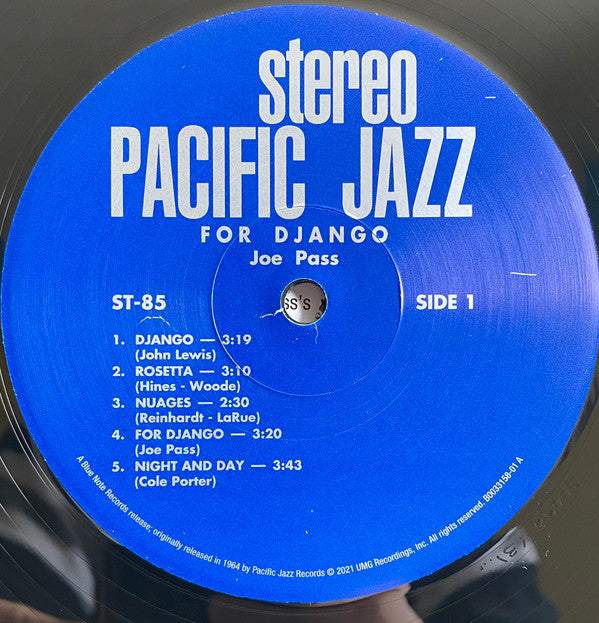 stereo
PACIFIC JAZZ
FOR DJANGO
Joe Pass
ST-85
SS'S
SIDE 1
1. DJANGO — 3:19
(John Lewis)
2. ROSETTA — 3:10
(Hines - Woode)
3. NUAGES — 2:30
(Reinhardt - LaRue)
4. FOR DJANGO — 3:20
(Joe Pass)
5. NIGHT AND DAY — 3:43
(Cole Porter)
A Blue Note Records release; originally released in 1964 by Pacific Jazz Records © 2021 UMG Recordings, Inc. All rights reserved. B0033158-01 A